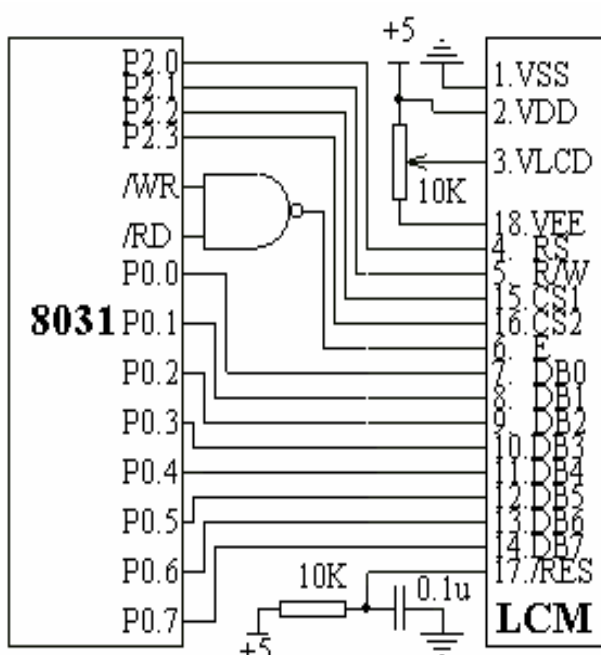 P2.0
P2.1
P2.2
P2.3
/WR
/RD
P0.0
8031 P0.1
P0.2
P0.3
P0.4
P0.5
P0.6
P0.7
+5
10K
10K
0.1u
+5
1.VSS
2.VDD
3.VLCD
18.VEE
4. RS
5. R/W
15.CS1
16.CS2
6. E
7. DB0
8. DB1
9. DB2
10. DB3
11. DB4
12. DB5
13. DB6
14. DB7
17./RES
LCM